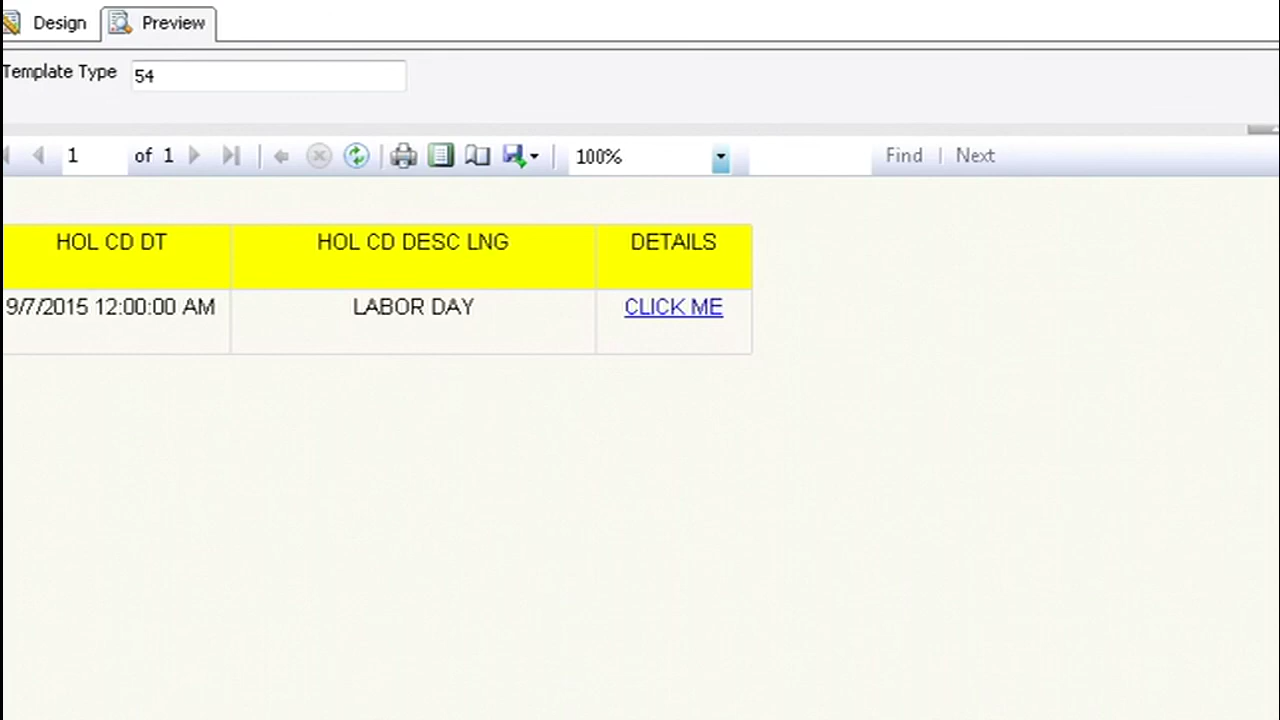 Design Preview
Template Type 54
1 of 1 100% Find | Next
HOL CD DT HOL CD DESC LNG DETAILS
9/7/2015 12:00:00 AM LABOR DAY CLICK ME